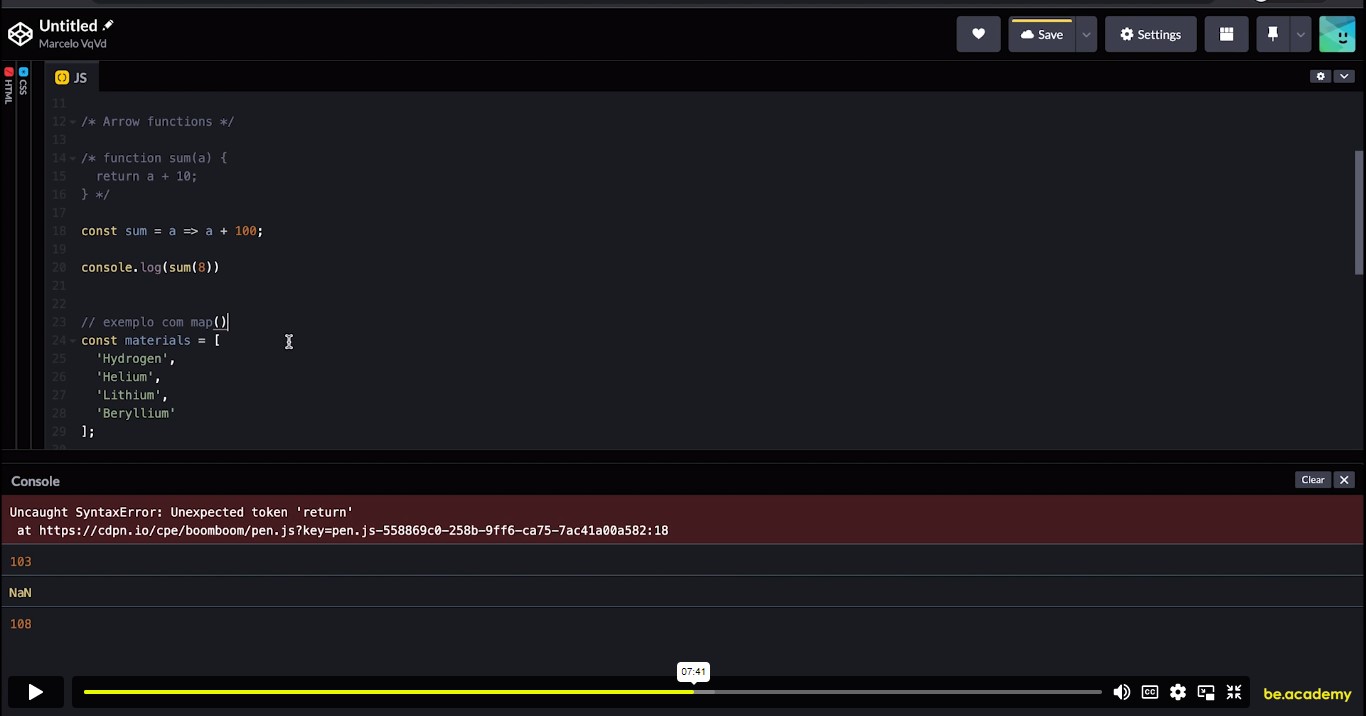 Untitled
Marcelo VqVd
Save
Settings
HTML
CSS
JS
11
12 /* Arrow functions */
13
14 /* function sum(a) {
15 return a + 10;
16 } */
17
18 const sum = a => a + 100;
19
20 console.log(sum(8))
21
22
23 // exemplo com map()
24 const materials = [
25 'Hydrogen',
26 'Helium',
27 'Lithium',
28 'Beryllium'
29 ];
30
Console
Clear
Uncaught SyntaxError: Unexpected token 'return'
at https://cdpn.io/cpe/boomboom/pen.js?key=pen.js-558869c0-258b-9ff6-ca75-7ac41a00a582:18
103
NaN
108
07:41
CC
be.academy